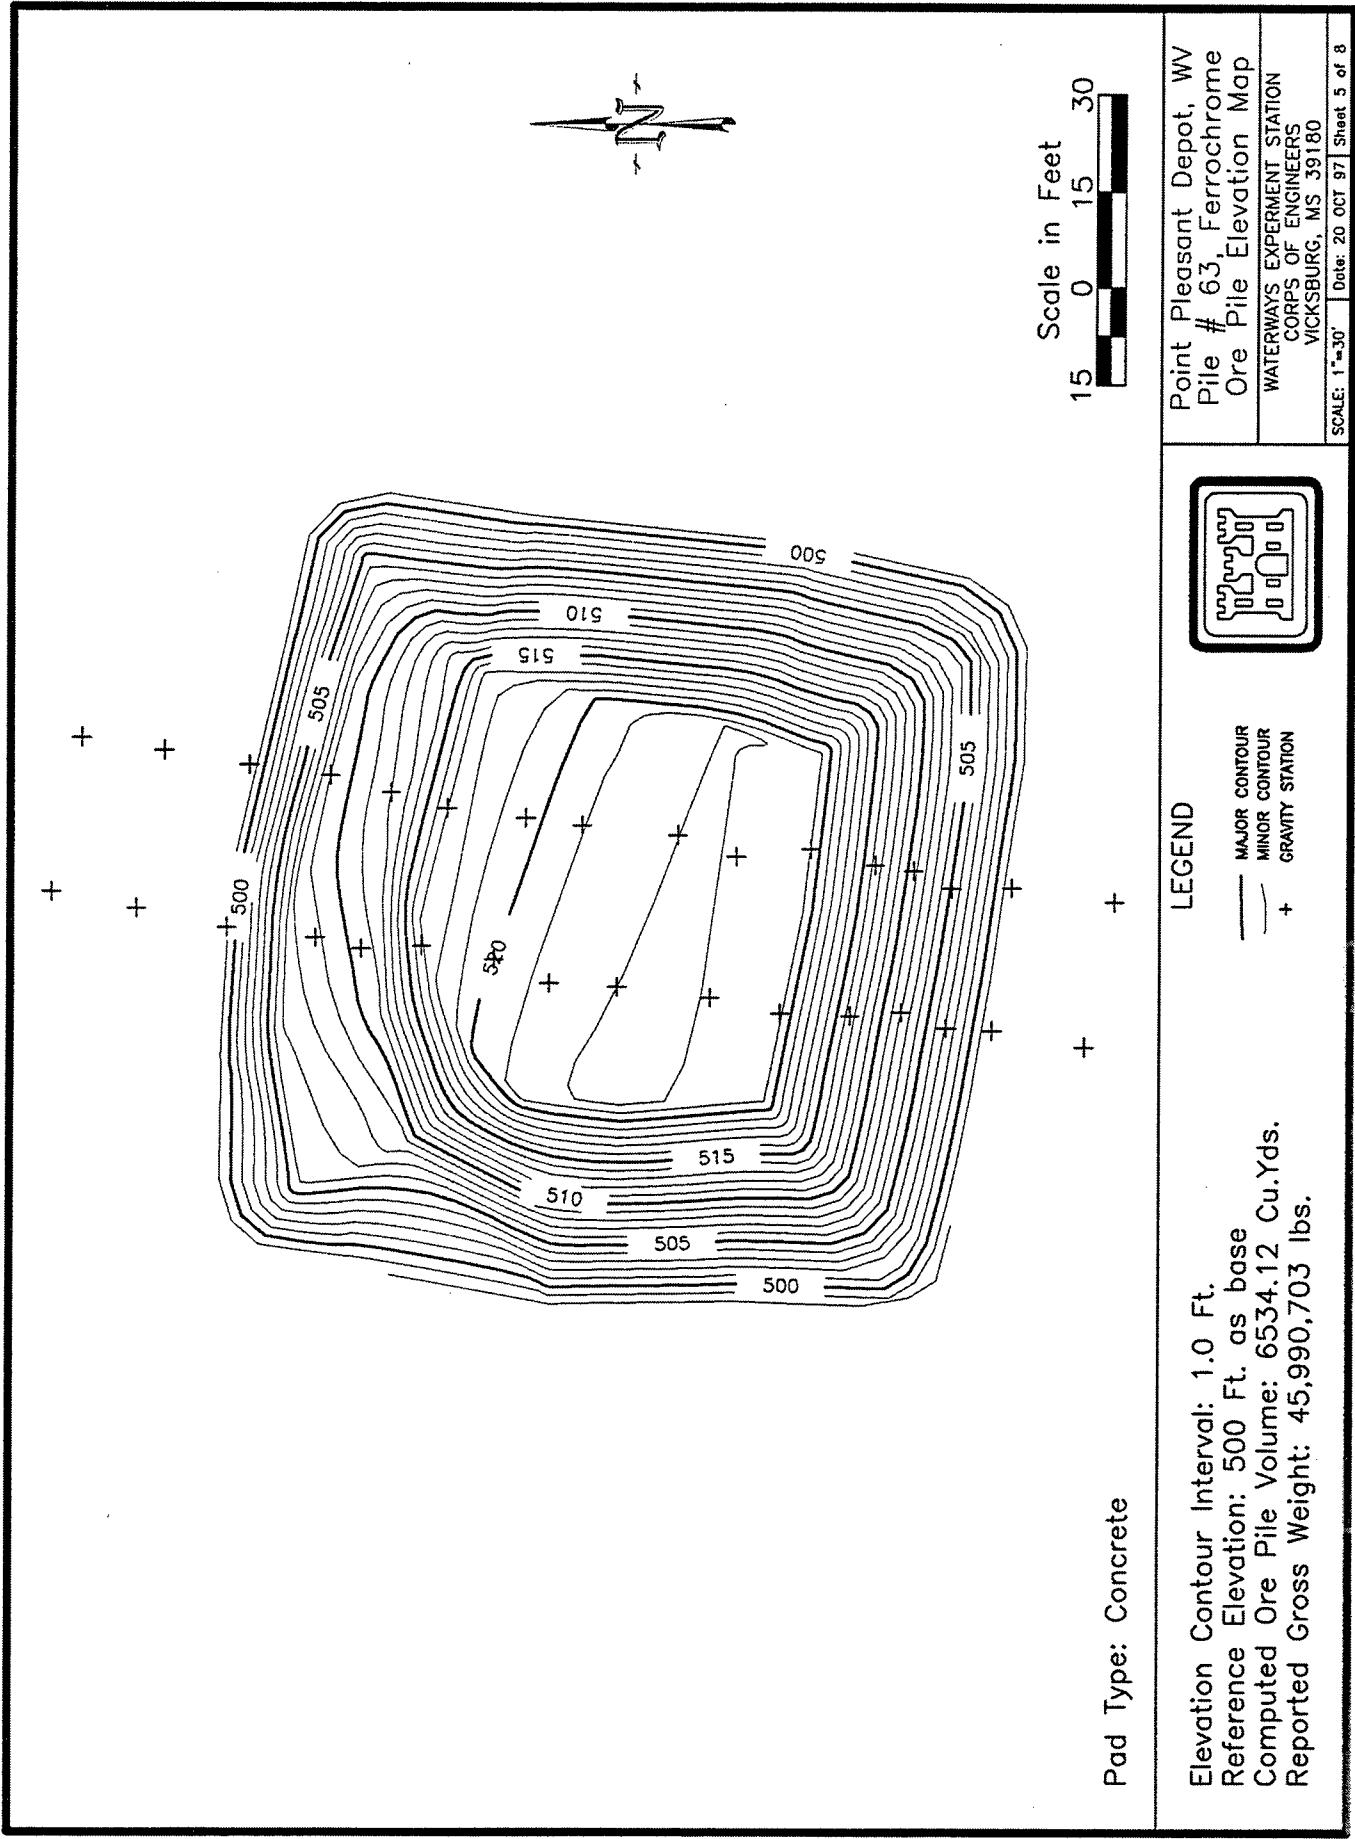 500
505
510
515
520
500
510
515
505
515
510
505
500
Scale in Feet
15 0 15 30
N
Pad Type: Concrete
Elevation Contour Interval: 1.0 Ft.
Reference Elevation: 500 Ft. as base
Computed Ore Pile Volume: 6534.12 Cu.Yds.
Reported Gross Weight: 45,990,703 lbs.
LEGEND
MAJOR CONTOUR
MINOR CONTOUR
+ GRAVITY STATION
Point Pleasant Depot, WV
Pile # 63, Ferrochrome
Ore Pile Elevation Map
WATERWAYS EXPERMENT STATION
CORPS OF ENGINEERS
VICKSBURG, MS 39180
SCALE: 1"=30' Date: 20 OCT 97 Sheet 5 of 8